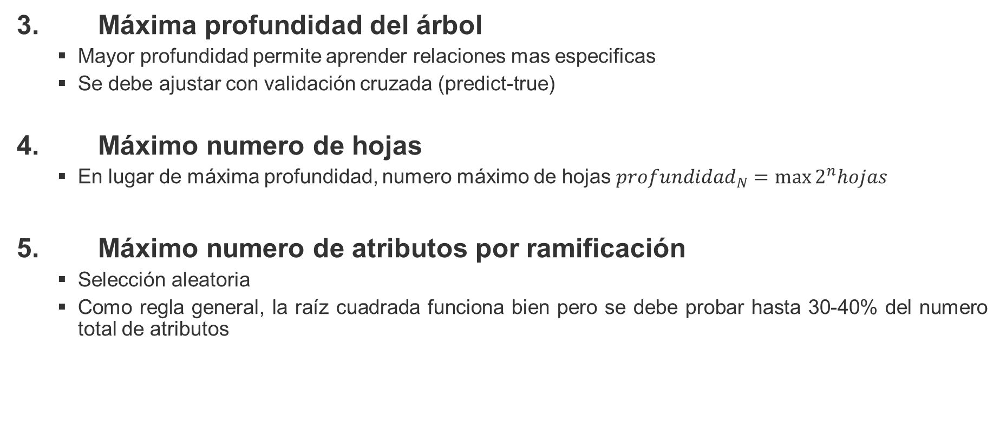 3. Máxima profundidad del árbol
▪ Mayor profundidad permite aprender relaciones mas especificas
▪ Se debe ajustar con validación cruzada (predict-true)
4. Máximo numero de hojas
▪ En lugar de máxima profundidad, numero máximo de hojas $profundidad_N = \max 2^n hojas$
5. Máximo numero de atributos por ramificación
▪ Selección aleatoria
▪ Como regla general, la raíz cuadrada funciona bien pero se debe probar hasta 30-40% del numero
total de atributos